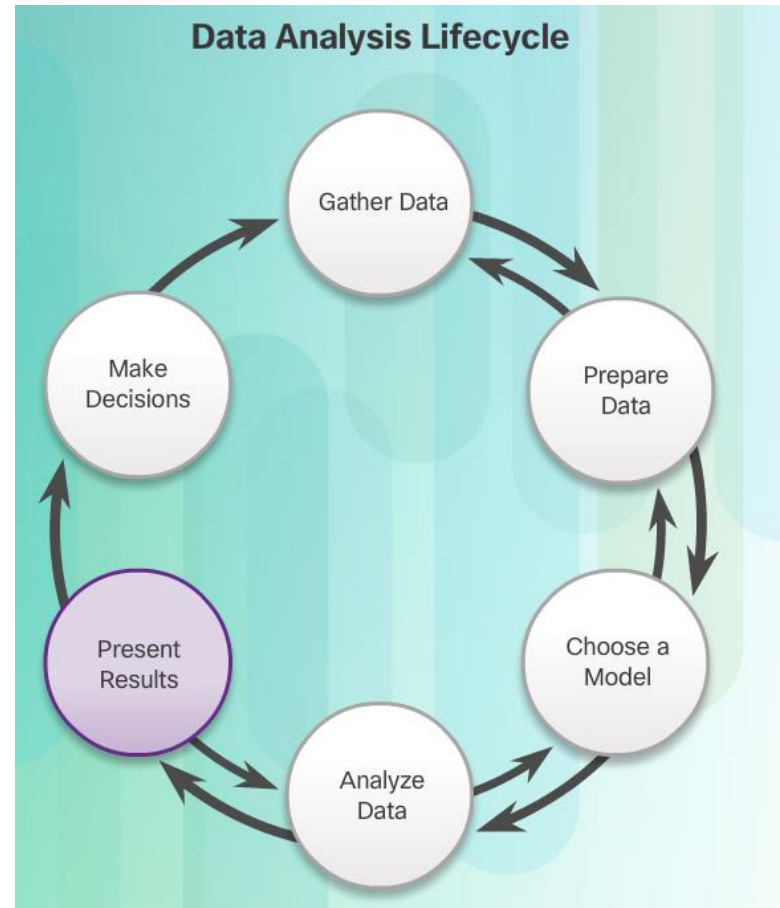 Data Analysis Lifecycle
Gather Data
Prepare
Data
Choose a
Model
Analyze
Data
Present
Results
Make
Decisions